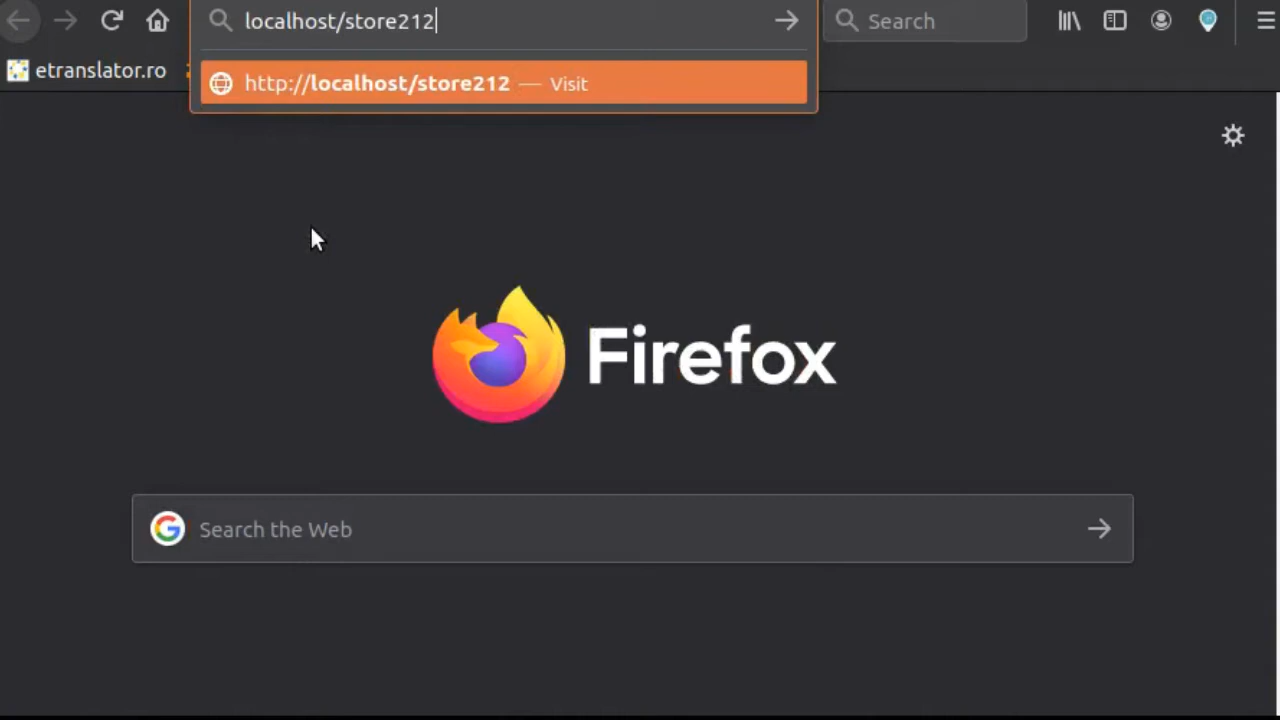 localhost/store212
Search
etranslator.ro
http://localhost/store212 — Visit
Firefox
Search the Web